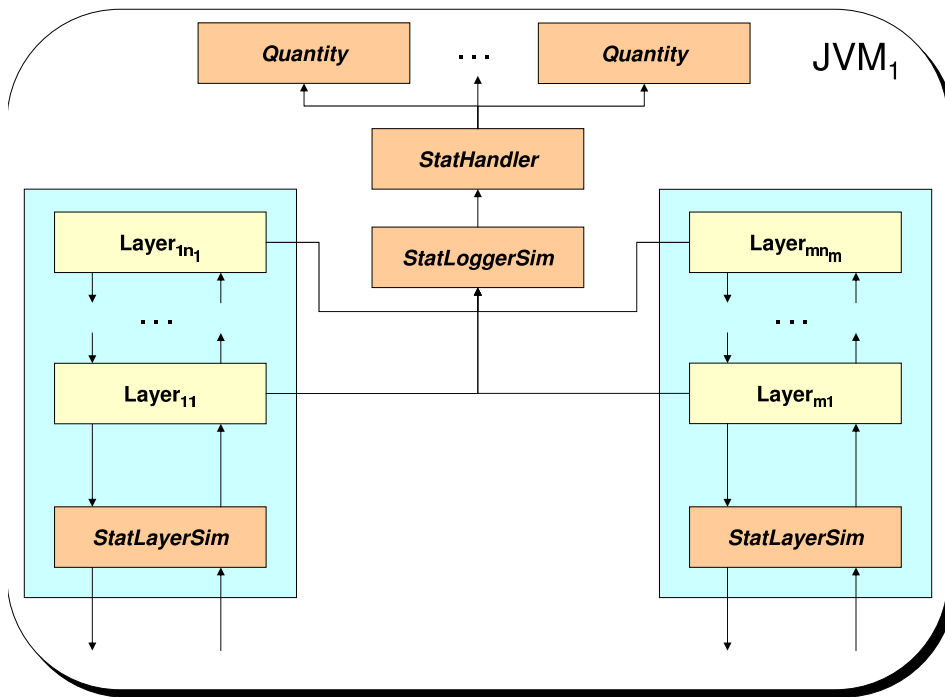 Quantity
...
Quantity
JVM₁
StatHandler
StatLoggerSim
Layer₁ₙ₁
...
Layer₁₁
StatLayerSim
Layerₘₙₘ
...
Layerₘ₁
StatLayerSim